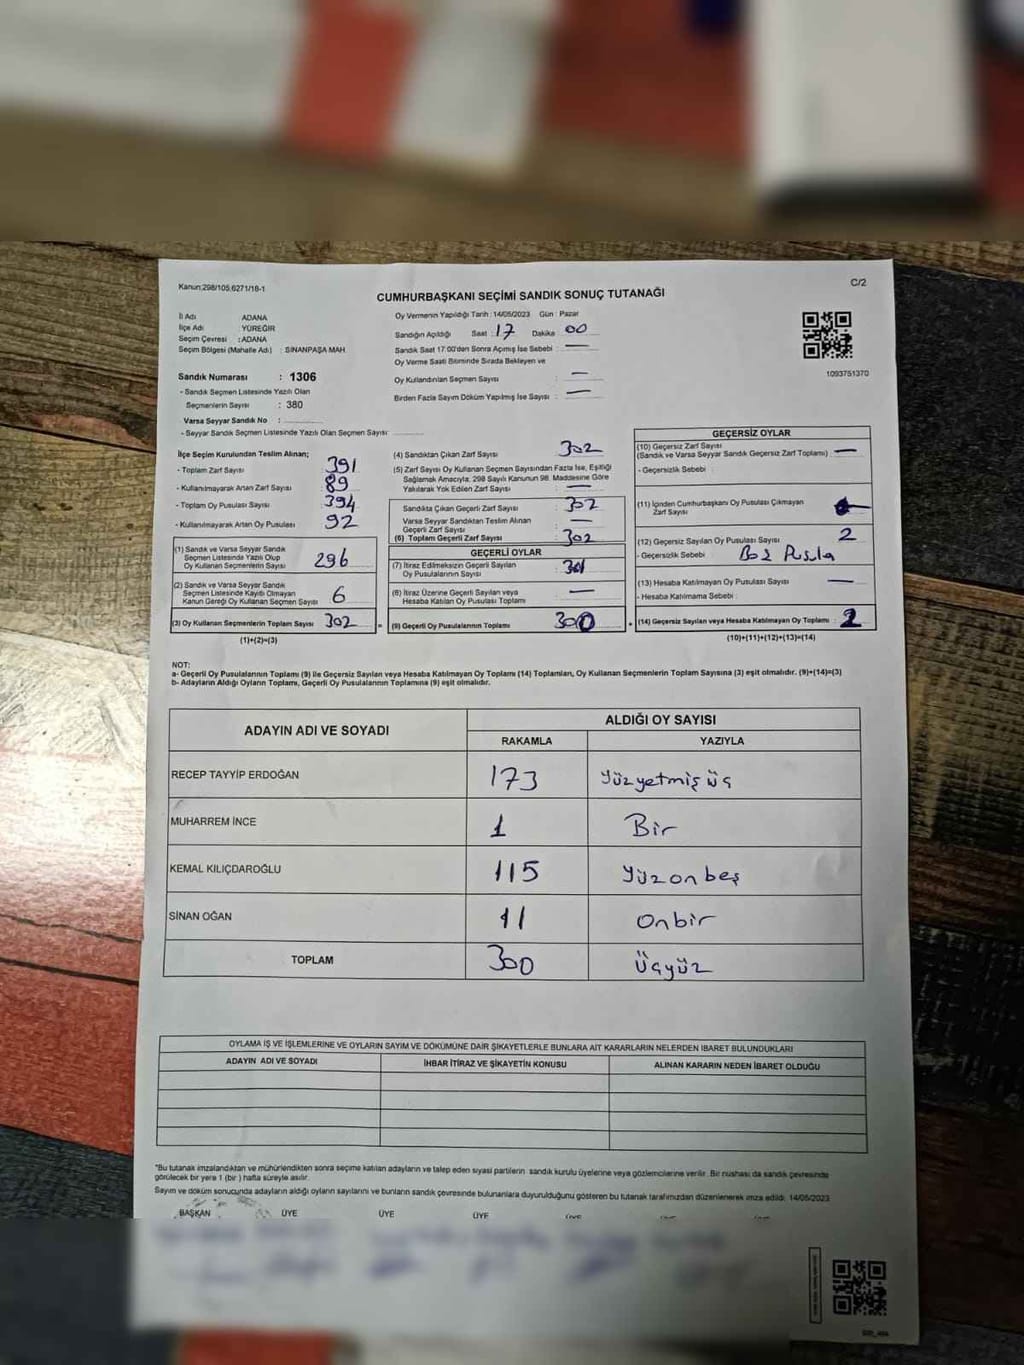 Kanun;298/105,6271/18-1
C/2
CUMHURBAŞKANI SEÇİMİ SANDIK SONUÇ TUTANAĞI
İl Adı ADANA
İlçe Adı : YÜREĞİR
Seçim Çevresi : ADANA
Seçim Bölgesi (Mahalle Adı) : SİNANPAŞA MAH.
Oy Vermenin Yapıldığı Tarih : 14/05/2023 Gün : Pazar
Sandığın Açıldığı Saat : 17 Dakika 00
Sandık Saat 17:00'den Sonra Açımış İse Sebebi : —
Oy Verme Saati Bitiminde Sırada Bekleyen ve
Oy Kullandırılan Seçmen Sayısı : —
Birden Fazla Sayım Döküm Yapılmış İse Sayısı : —
1093751370
Sandık Numarası : 1306
- Sandık Seçmen Listesinde Yazılı Olan
Seçmenlerin Sayısı : 380
Varsa Seyyar Sandık No :
- Seyyar Sandık Seçmen Listesinde Yazılı Olan Seçmen Sayısı:
İlçe Seçim Kurulundan Teslim Alınan;
- Toplam Zarf Sayısı 391
- Kullanılmayarak Artan Zarf Sayısı 89
- Toplam Oy Pusulası Sayısı 394
- Kullanılmayarak Artan Oy Pusulası 92
(1) Sandık ve Varsa Seyyar Sandık
Seçmen Listesinde Yazılı Olup
Oy Kullanan Seçmenlerin Sayısı 296
(2) Sandık ve Varsa Seyyar Sandık
Seçmen Listesinde Kayıtlı Olmayan
Kanun Gereği Oy Kullanan Seçmen Sayısı 6
(3) Oy Kullanan Seçmenlerin Toplam Sayısı 302 =
(1)+(2)=(3)
(4) Sandıktan Çıkan Zarf Sayısı : 302
(5) Zarf Sayısı Oy Kullanan Seçmen Sayısından Fazla İse, Eşitliği
Sağlamak Amacıyla; 298 Sayılı Kanunun 98. Maddesine Göre
Yakılarak Yok Edilen Zarf Sayısı : —
Sandıkta Çıkan Geçerli Zarf Sayısı : 302
Varsa Seyyar Sandıktan Teslim Alınan
Geçerli Zarf Sayısı —
(6) Toplam Geçerli Zarf Sayısı : 302
GEÇERLİ OYLAR
(7) İtiraz Edilmeksizin Geçerli Sayılan
Oy Pusulalarının Sayısı : 301
(8) İtiraz Üzerine Geçerli Sayılan veya
Hesaba Katılan Oy Pusulası Toplamı : —
(9) Geçerli Oy Pusulalarının Toplamı : 300 +
GEÇERSİZ OYLAR
(10) Geçersiz Zarf Sayısı
(Sandık ve Varsa Seyyar Sandık Geçersiz Zarf Toplamı) : —
- Geçersizlik Sebebi :
(11) İçinden Cumhurbaşkanı Oy Pusulası Çıkmayan
Zarf Sayısı
(12) Geçersiz Sayılan Oy Pusulası Sayısı : 2
- Geçersizlik Sebebi : Boş Pusula
(13) Hesaba Katılmayan Oy Pusulası Sayısı : —
- Hesaba Katılmama Sebebi :
(14) Geçersiz Sayılan veya Hesaba Katılmayan Oy Toplamı : 2
(10)+(11)+(12)+(13)=(14)
NOT:
a- Geçerli Oy Pusulalarının Toplamı (9) ile Geçersiz Sayılan veya Hesaba Katılmayan Oy Toplamı (14) Toplamları, Oy Kullanan Seçmenlerin Toplam Sayısına (3) eşit olmalıdır. (9)+(14)=(3)
b- Adayların Aldığı Oyların Toplamı, Geçerli Oy Pusulalarının Toplamına (9) eşit olmalıdır.
ADAYIN ADI VE SOYADI
ALDIĞI OY SAYISI
RAKAMLA YAZIYLA
RECEP TAYYİP ERDOĞAN 173 Yüzyetmiş üç
MUHARREM İNCE 1 Bir
KEMAL KILIÇDAROĞLU 115 Yüzonbeş
SİNAN OĞAN 11 Onbir
TOPLAM 300 Üçyüz
OYLAMA İŞ VE İŞLEMLERİNE VE OYLARIN SAYIM VE DÖKÜMÜNE DAİR ŞİKAYETLERLE BUNLARA AİT KARARLARIN NELERDEN İBARET BULUNDUKLARI
ADAYIN ADI VE SOYADI İHBAR İTİRAZ VE ŞİKAYETİN KONUSU ALINAN KARARIN NEDEN İBARET OLDUĞU
"Bu tutanak imzalandıktan ve mühürlendikten sonra seçime katılan adayların ve talep eden siyasi partilerin sandık kurulu üyelerine veya gözlemcilerine verilir. Bir nüshası da sandık çevresinde
görülecek bir yere 1 (bir) hafta süreyle asılır.
Sayım ve döküm sonucunda adayların aldığı oyların sayılarını ve bunların sandık çevresinde bulunanlara duyurulduğunu gösteren bu tutanak tarafımızdan düzenlenerek imza edildi. 14/05/2023
BAŞKAN ÜYE ÜYE ÜYE